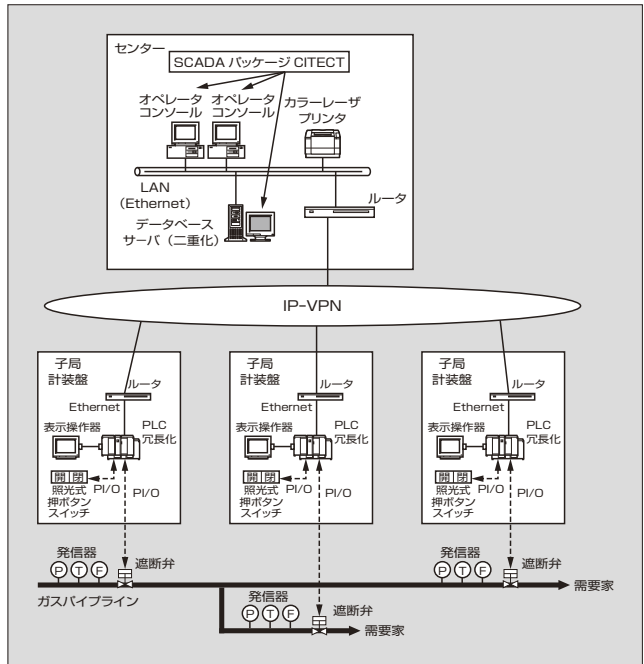 センター
SCADA パッケージ CITECT
オペレータ
コンソール
オペレータ
コンソール
カラーレーザ
プリンタ
LAN
（Ethernet）
データベース
サーバ（二重化）
ルータ
IP-VPN
子局
計装盤
ルータ
Ethernet
表示操作器
PLC
冗長化
開 閉
照光式
押ボタン
スイッチ
PI/O
PI/O
子局
計装盤
ルータ
Ethernet
表示操作器
PLC
冗長化
開 閉
照光式
押ボタン
スイッチ
PI/O
PI/O
子局
計装盤
ルータ
Ethernet
表示操作器
PLC
冗長化
開 閉
照光式
押ボタン
スイッチ
PI/O
PI/O
発信器
P T F
遮断弁
ガスパイプライン
発信器
P T F
遮断弁
需要家
発信器
P T F
遮断弁
需要家